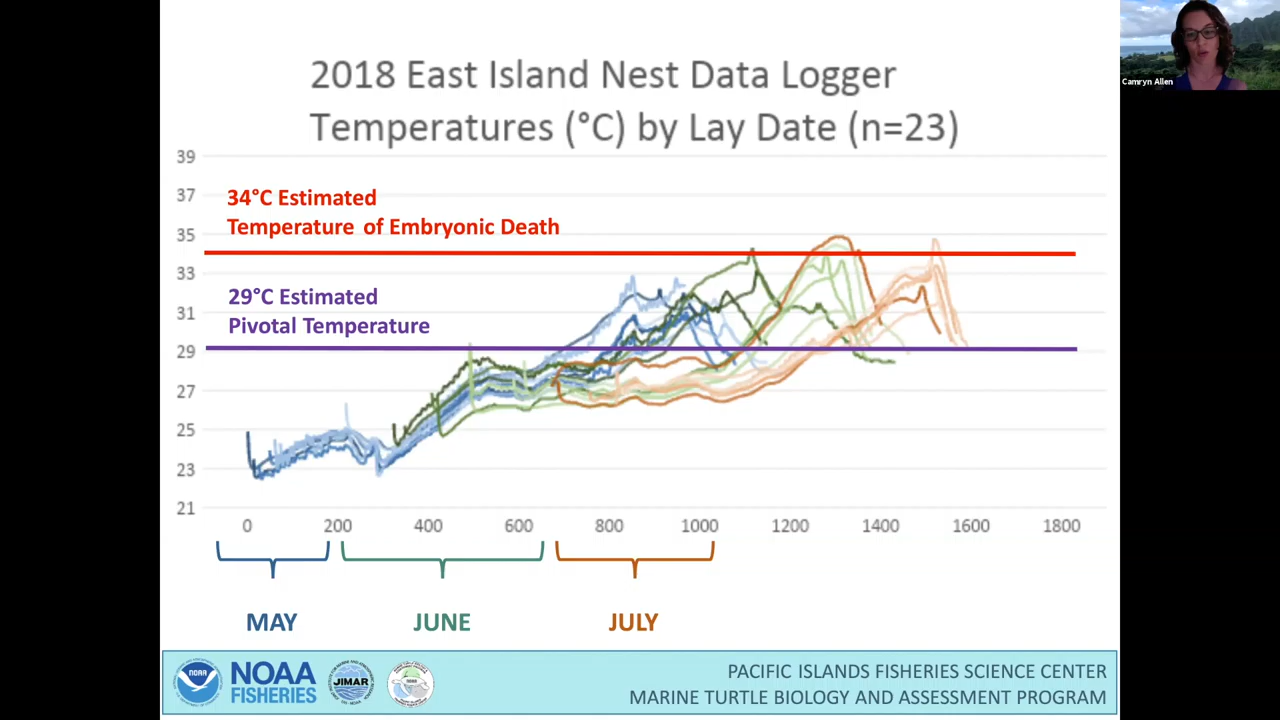 2018 East Island Nest Data Logger
Temperatures (°C) by Lay Date (n=23)
Camryn Allen
39
37
35
33
31
29
27
25
23
21
34°C Estimated
Temperature of Embryonic Death
29°C Estimated
Pivotal Temperature
0 200 400 600 800 1000 1200 1400 1600 1800
MAY JUNE JULY
NOAA
NOAA
FISHERIES
JIMAR
PACIFIC ISLANDS FISHERIES SCIENCE CENTER
MARINE TURTLE BIOLOGY AND ASSESSMENT PROGRAM